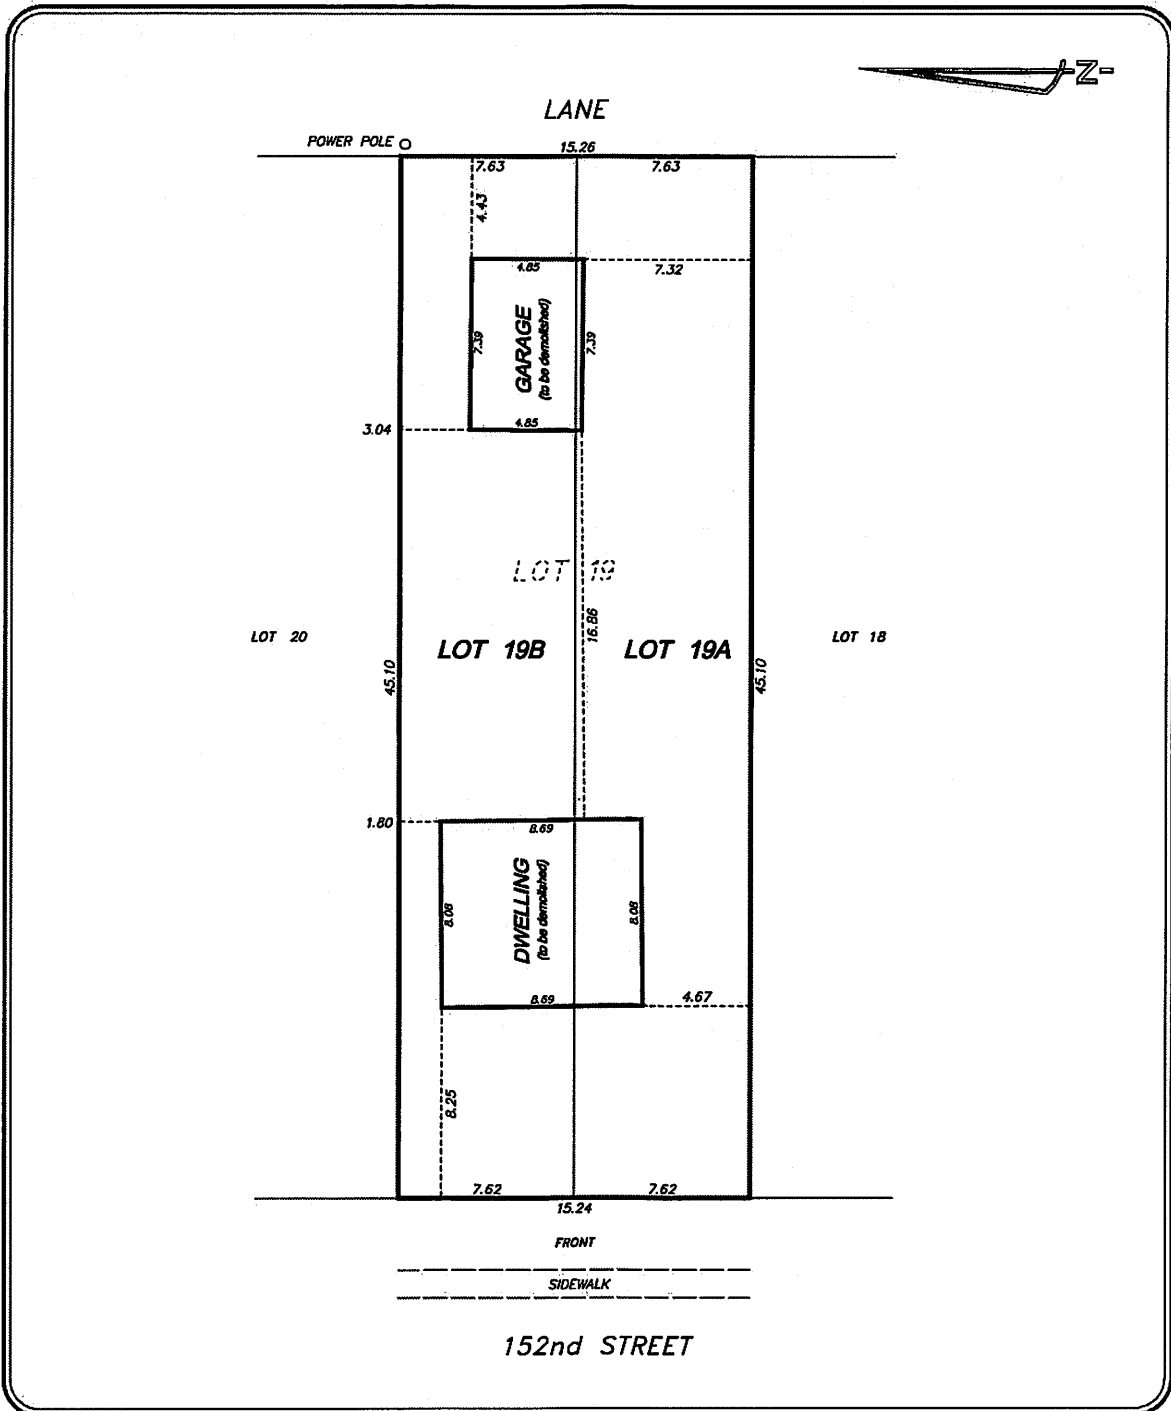 N
LANE
POWER POLE
15.26
7.63
7.63
4.43
4.85
7.32
7.39
GARAGE
(to be demolished)
7.39
4.85
3.04
LOT 19
16.86
LOT 20
LOT 19B
LOT 19A
LOT 18
45.10
45.10
1.80
8.69
8.08
DWELLING
(to be demolished)
8.08
8.69
4.67
8.25
7.62
7.62
15.24
FRONT
SIDEWALK
152nd STREET